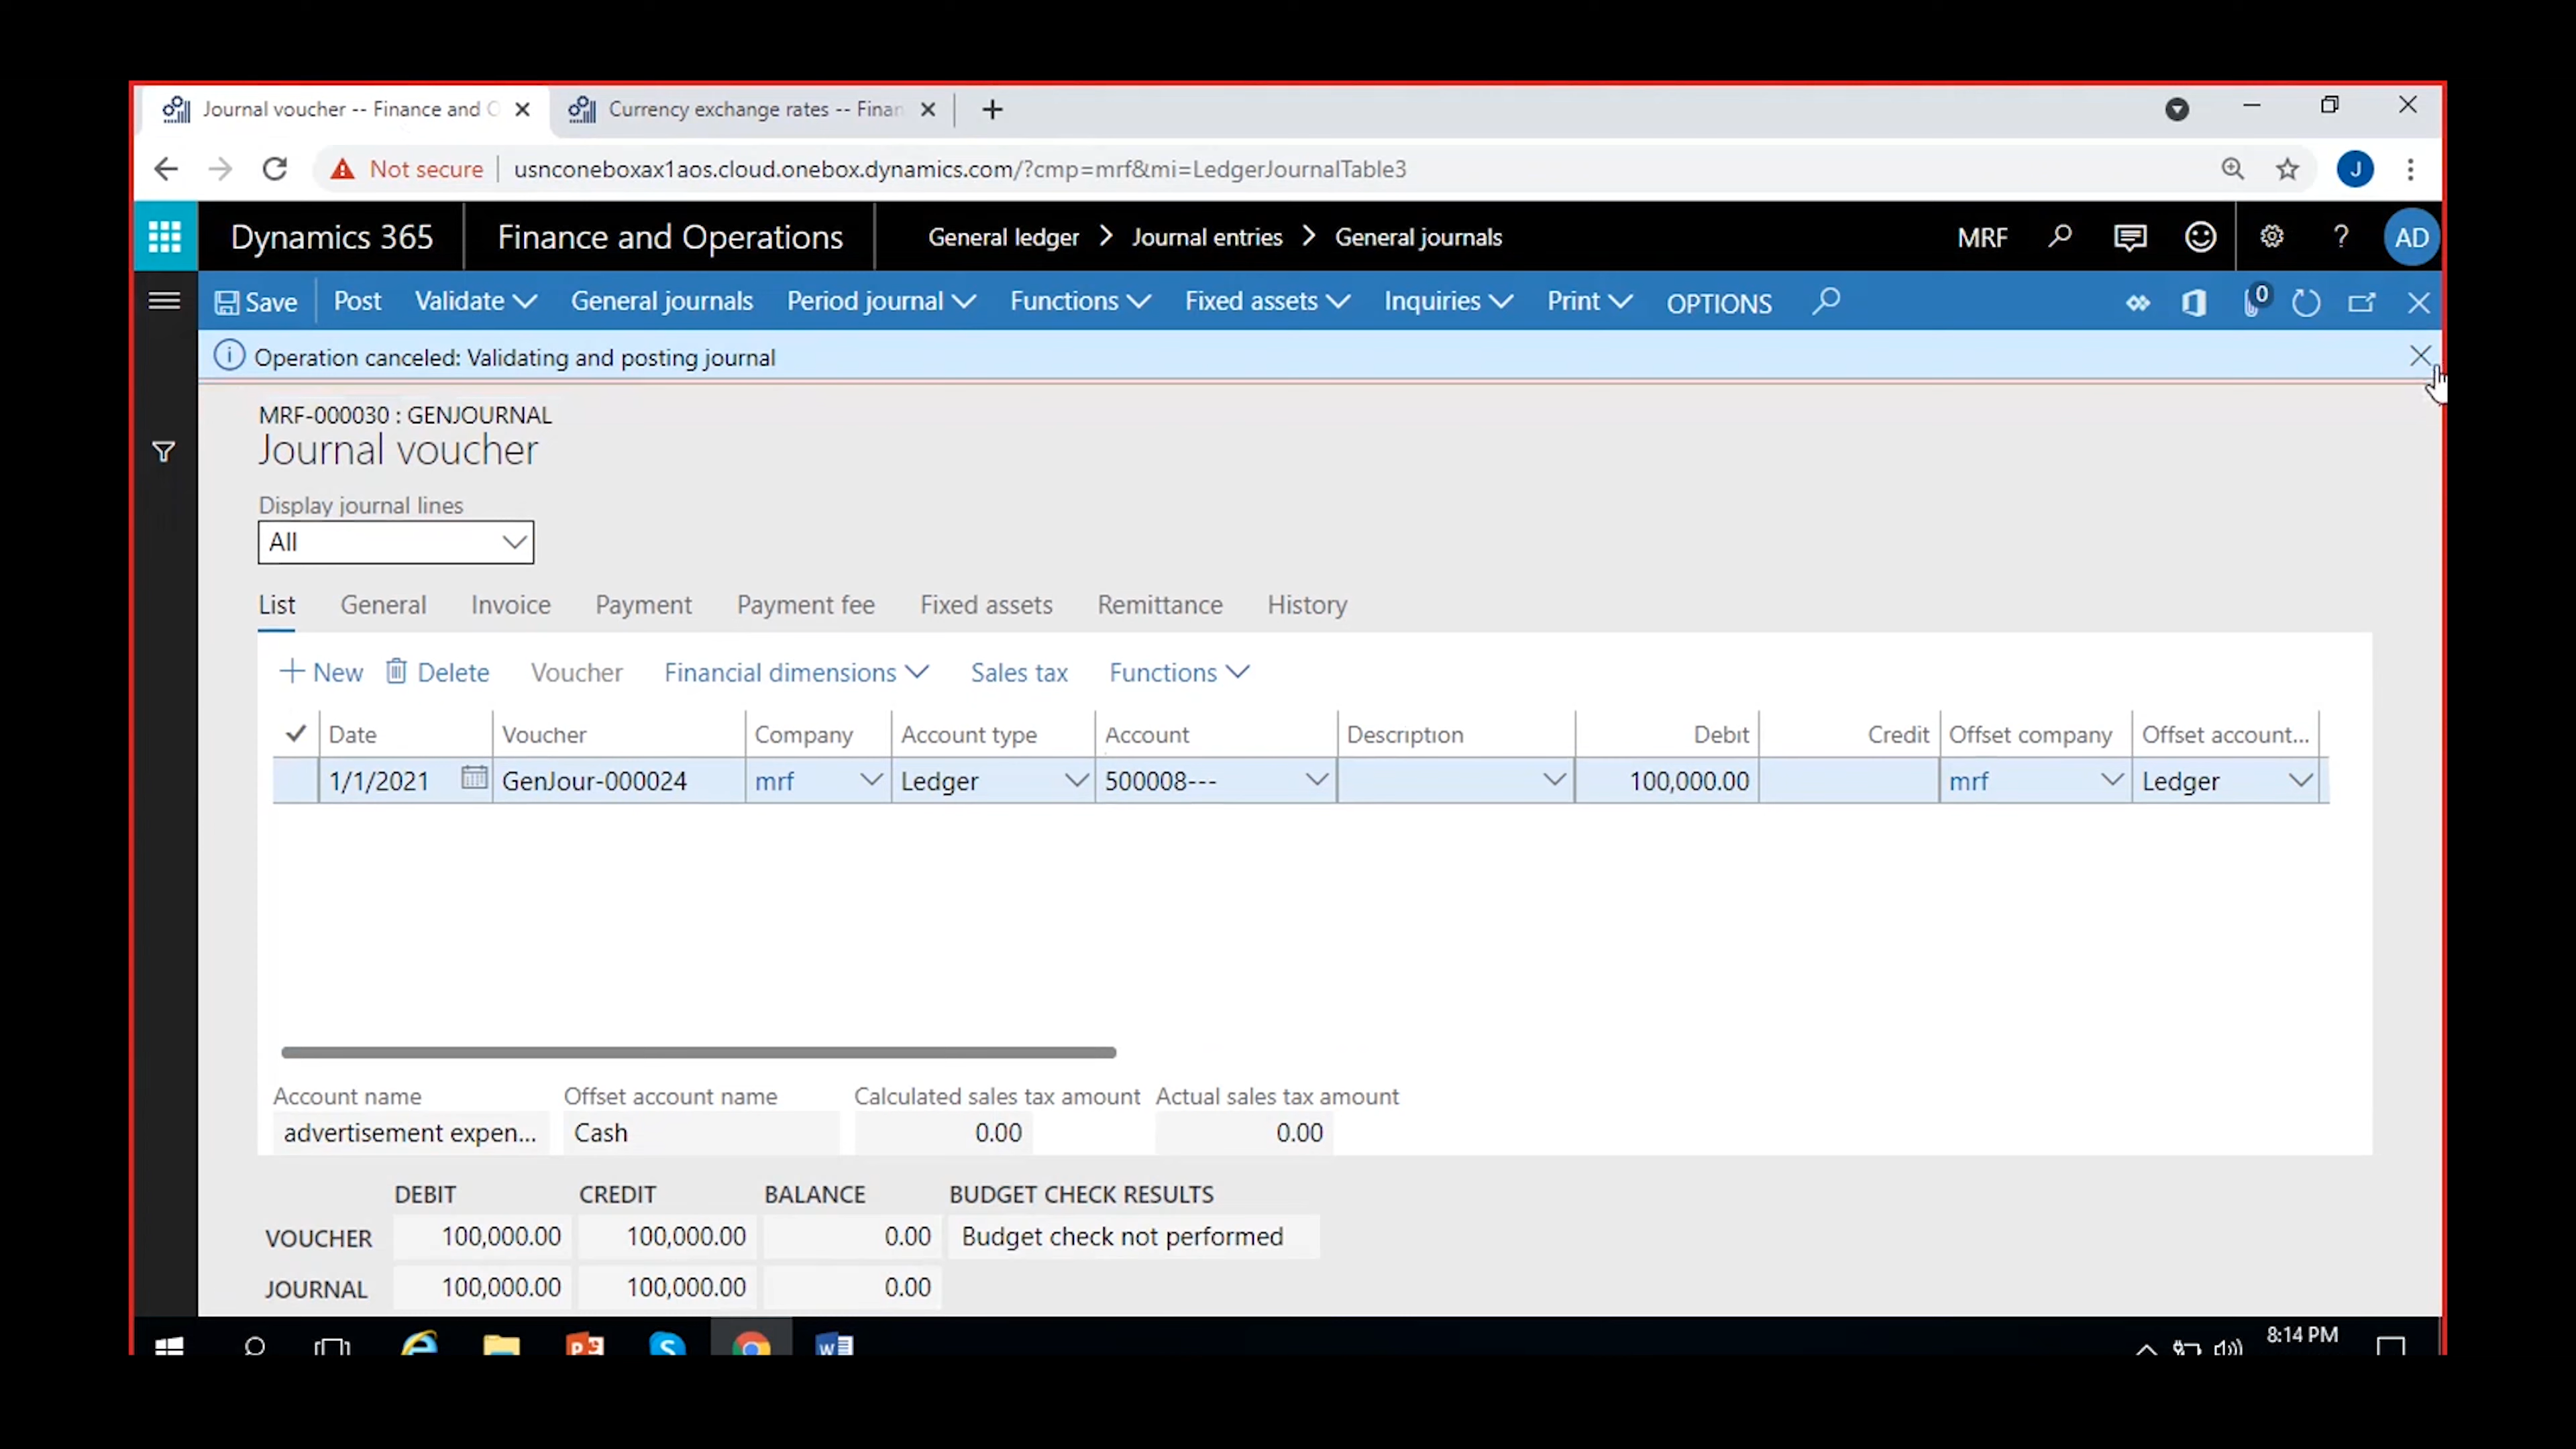 Journal voucher -- Finance and O
Currency exchange rates -- Finan
Not secure usnconeboxax1aos.cloud.onebox.dynamics.com/?cmp=mrf&mi=LedgerJournalTable3 J
Dynamics 365 Finance and Operations General ledger > Journal entries > General journals MRF ? AD
Save Post Validate General journals Period journal Functions Fixed assets Inquiries Print OPTIONS 0
Operation canceled: Validating and posting journal
MRF-000030 : GENJOURNAL
Journal voucher
Display journal lines
All
List General Invoice Payment Payment fee Fixed assets Remittance History
New Delete Voucher Financial dimensions Sales tax Functions
Date Voucher Company Account type Account Description Debit Credit Offset company Offset account...
1/1/2021 GenJour-000024 mrf Ledger 500008--- 100,000.00 mrf Ledger
Account name Offset account name Calculated sales tax amount Actual sales tax amount
advertisement expen... Cash 0.00 0.00
DEBIT CREDIT BALANCE BUDGET CHECK RESULTS
VOUCHER 100,000.00 100,000.00 0.00 Budget check not performed
JOURNAL 100,000.00 100,000.00 0.00
8:14 PM